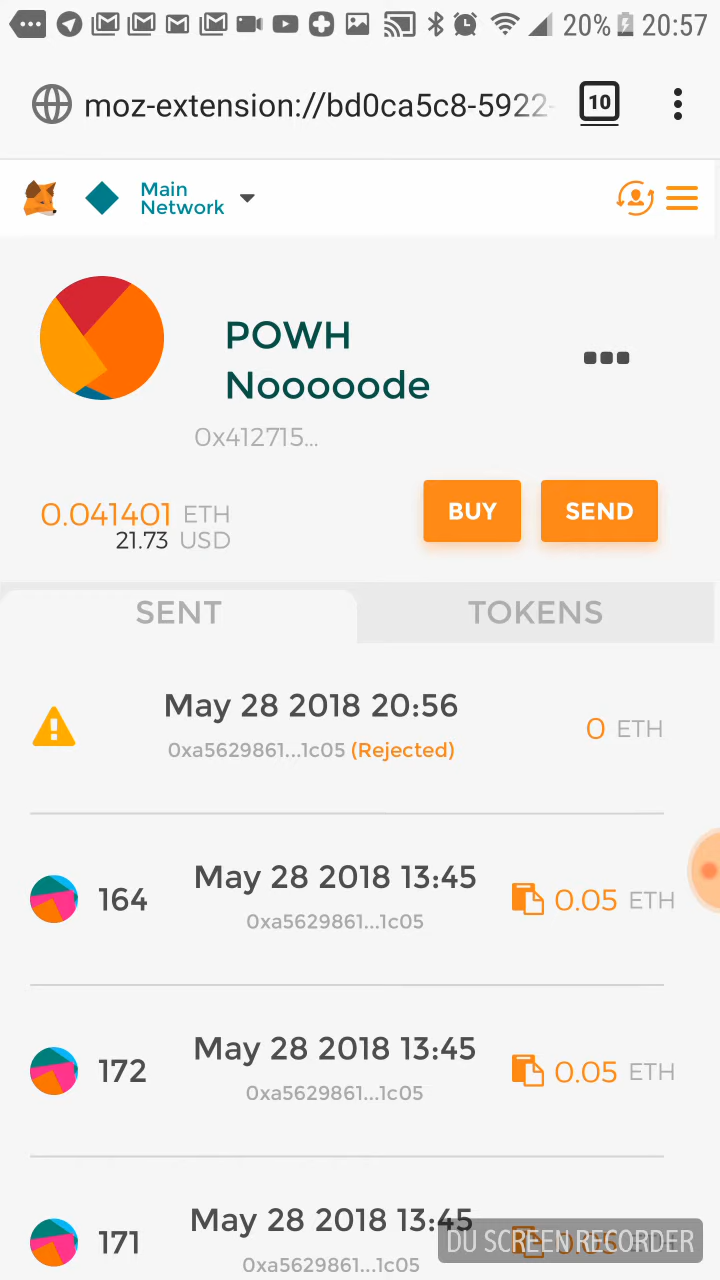 20% 20:57
moz-extension://bd0ca5c8-5922-
10
Main
Network
POWH
Nooooode
0x412715...
0.041401 ETH
21.73 USD
BUY
SEND
SENT
TOKENS
May 28 2018 20:56
0xa5629861...1c05 (Rejected)
0 ETH
164
May 28 2018 13:45
0xa5629861...1c05
0.05 ETH
172
May 28 2018 13:45
0xa5629861...1c05
0.05 ETH
171
May 28 2018 13:45
0xa5629861...1c05
0.05 ETH
DU SCREEN RECORDER